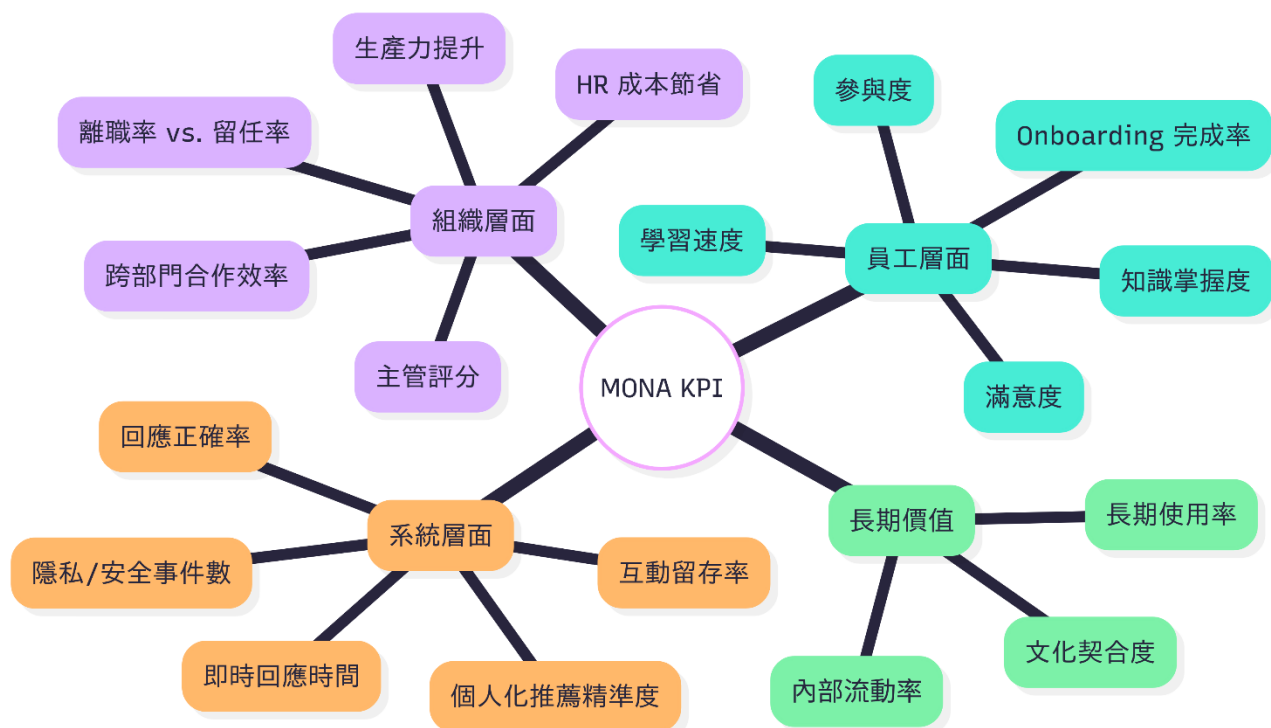 MONA KPI
組織層面
生產力提升
HR 成本節省
離職率 vs. 留任率
跨部門合作效率
主管評分
員工層面
參與度
Onboarding 完成率
學習速度
知識掌握度
滿意度
系統層面
回應正確率
隱私/安全事件數
即時回應時間
個人化推薦精準度
互動留存率
長期價值
長期使用率
文化契合度
內部流動率